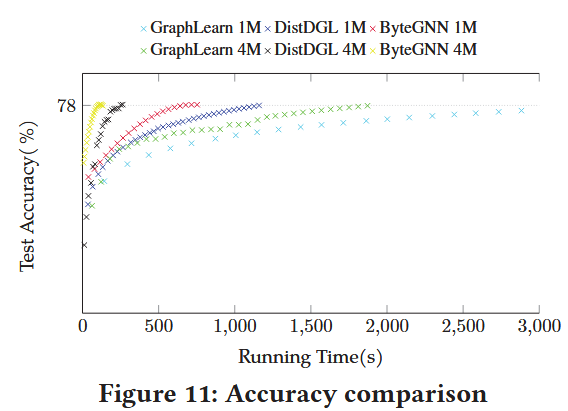 × GraphLearn 1M × DistDGL 1M × ByteGNN 1M
× GraphLearn 4M × DistDGL 4M × ByteGNN 4M
78
Test Accuracy( %)
0 500 1,000 1,500 2,000 2,500 3,000
Running Time(s)
Figure 11: Accuracy comparison